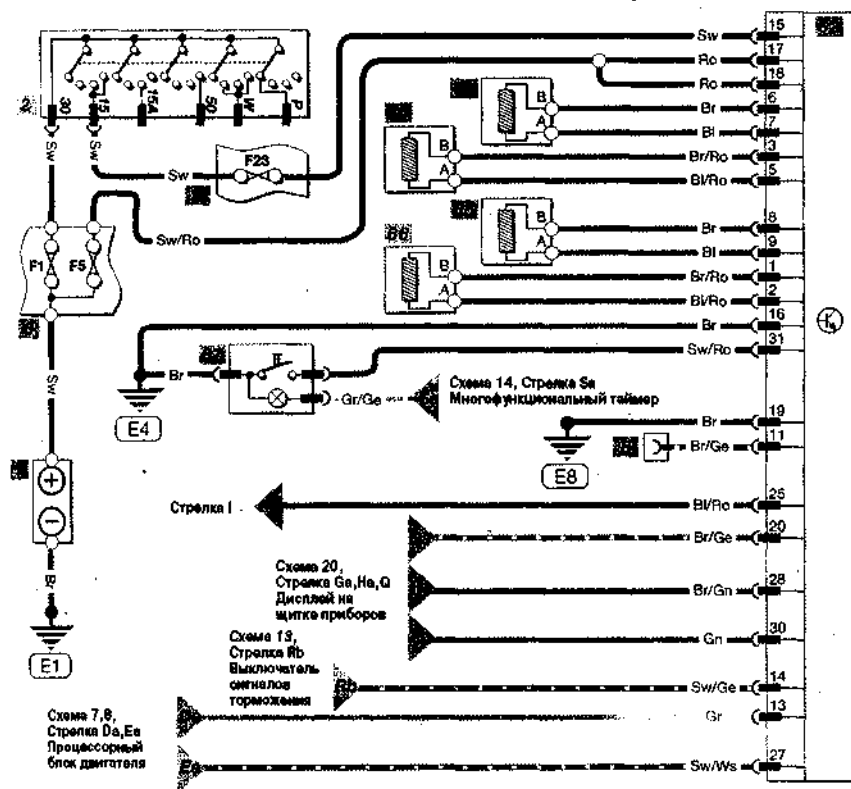 15
Sw
17
Ro
18
Ro
6
B Br
7
A Bl
3
B Br/Ro
5
A Bl/Ro
8
B Br
9
A Bl
1
B Br/Ro
2
A Bl/Ro
16
Br
31
Sw/Ro
30 15 15A 50 W P
Sw Sw
Sw F23
Sw/Ro
F1 F5
Sw
Br
Gr/Ge
Схема 14, Стрелка Sa
Многофункциональный таймер
E4
19
Br
11
Br/Ge
E8
25
Стрелка I Bl/Ro
20
Br/Ge
Схема 20,
Стрелка Ga,Ha,Q
Дисплей на
щитке приборов
28
Br/Gn
30
Gn
Схема 13,
Стрелка Rb
Выключатель
сигналов
торможения
14
Sw/Ge
13
Gr
Схема 7,8,
Стрелка Da,Ea
Процессорный
блок двигателя
27
Sw/Ws
+
−
Br
E1